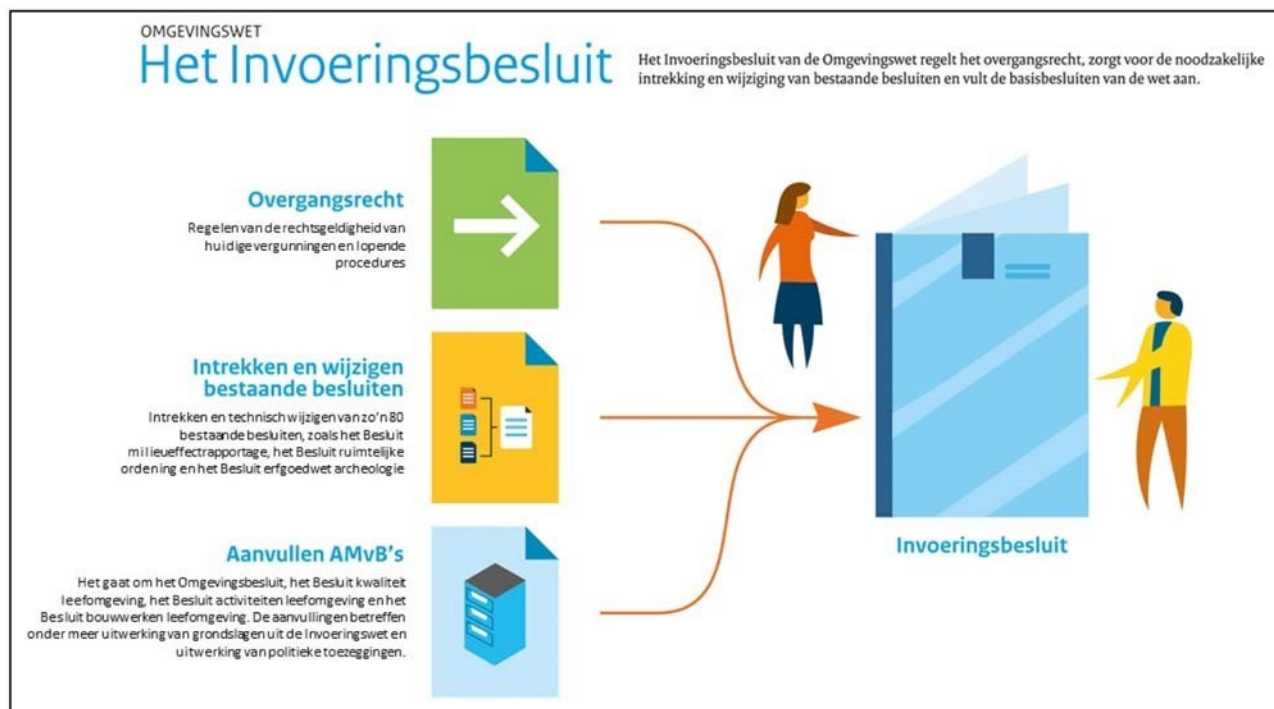 OMGEVINGSWET
Het Invoeringsbesluit
Het Invoeringsbesluit van de Omgevingswet regelt het overgangsrecht, zorgt voor de noodzakelijke
intrekking en wijziging van bestaande besluiten en vult de basisbesluiten van de wet aan.
Overgangsrecht
Regelen van de rechtsgeldigheid van
huidige vergunningen en lopende
procedures
Intrekken en wijzigen
bestaande besluiten
Intrekken en technisch wijzigen van zo'n 80
bestaande besluiten, zoals het Besluit
milieueffectrapportage, het Besluit ruimtelijke
ordening en het Besluit erfgoedwet archeologie
Aanvullen AMvB's
Het gaat om het Omgevingsbesluit, het Besluit kwaliteit
leefomgeving, het Besluit activiteiten leefomgeving en het
Besluit bouwwerken leefomgeving. De aanvullingen betreffen
onder meer uitwerking van grondslagen uit de Invoeringswet en
uitwerking van politieke toezeggingen.
Invoeringsbesluit